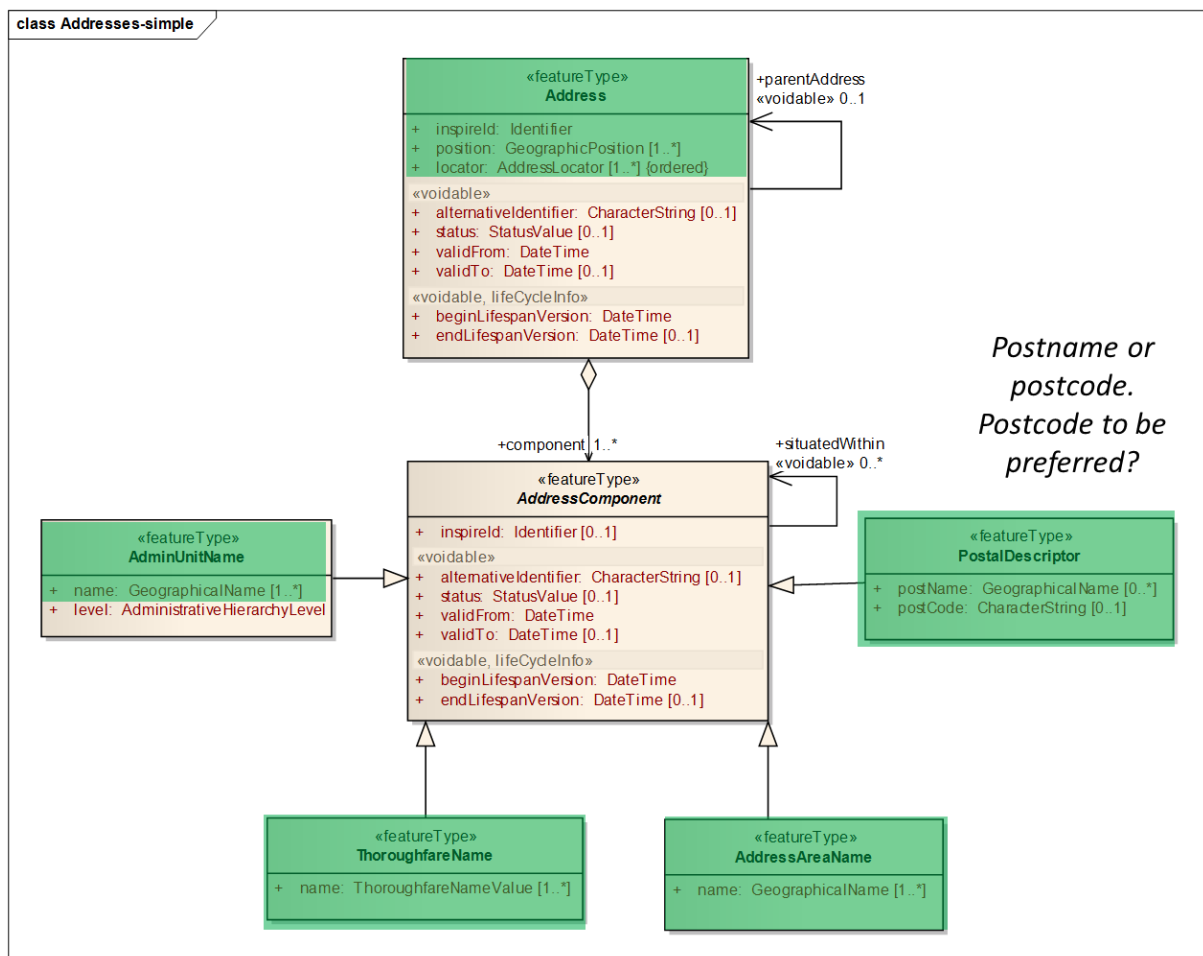 class Addresses-simple
«featureType»
Address
+ inspireId: Identifier
+ position: GeographicPosition [1..*]
+ locator: AddressLocator [1..*] {ordered}
«voidable»
+ alternativeIdentifier: CharacterString [0..1]
+ status: StatusValue [0..1]
+ validFrom: DateTime
+ validTo: DateTime [0..1]
«voidable, lifeCycleInfo»
+ beginLifespanVersion: DateTime
+ endLifespanVersion: DateTime [0..1]
+parentAddress
«voidable» 0..1
Postname or
postcode.
Postcode to be
preferred?
+component 1..*
+situatedWithin
«voidable» 0..*
«featureType»
AddressComponent
+ inspireId: Identifier [0..1]
«voidable»
+ alternativeIdentifier: CharacterString [0..1]
+ status: StatusValue [0..1]
+ validFrom: DateTime
+ validTo: DateTime [0..1]
«voidable, lifeCycleInfo»
+ beginLifespanVersion: DateTime
+ endLifespanVersion: DateTime [0..1]
«featureType»
AdminUnitName
+ name: GeographicalName [1..*]
+ level: AdministrativeHierarchyLevel
«featureType»
PostalDescriptor
+ postName: GeographicalName [0..*]
+ postCode: CharacterString [0..1]
«featureType»
ThoroughfareName
+ name: ThoroughfareNameValue [1..*]
«featureType»
AddressAreaName
+ name: GeographicalName [1..*]